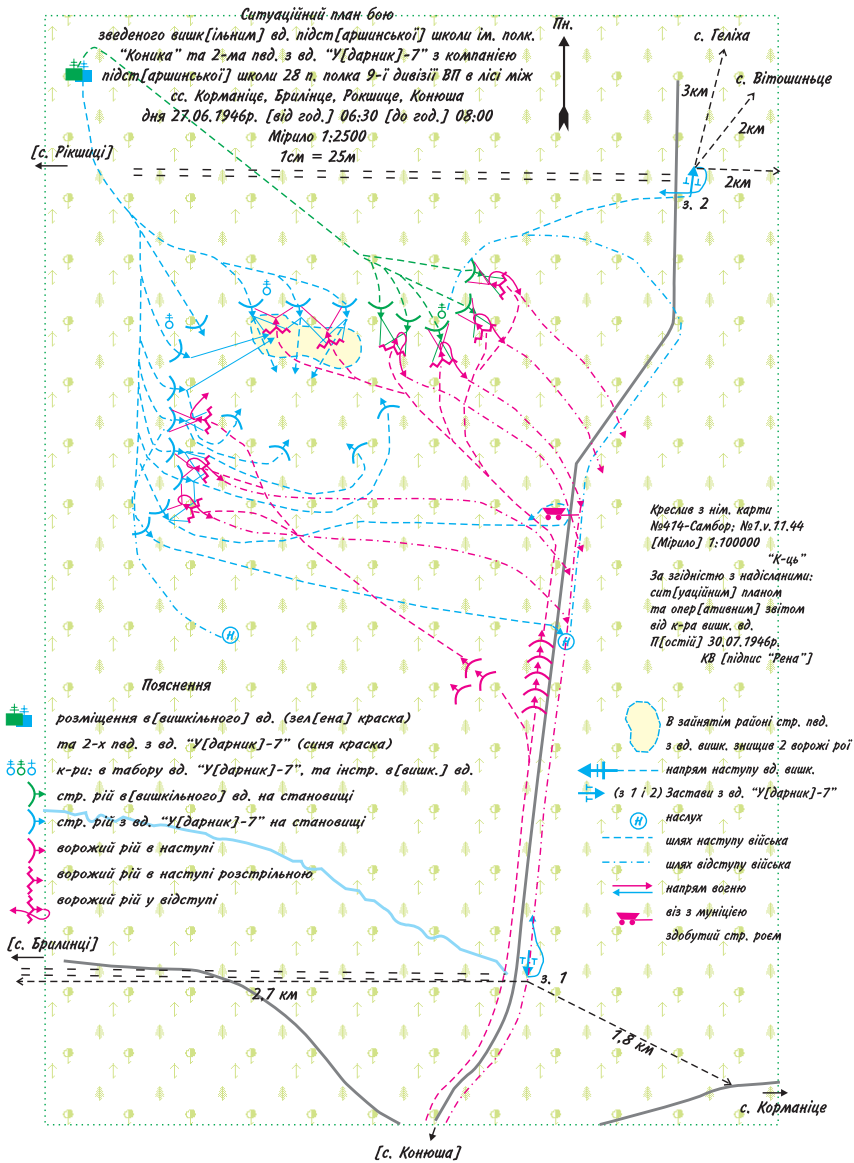 Ситуаційний план бою
зведеного вишк[ільним] вд. підст[аршинської] школи ім. полк.
"Коника" та 2-ма пвд. з вд. "У[дарник]-7" з компанією
підст[аршинської] школи 28 п. полка 9-ї дивізії ВП в лісі між
сс. Корманіце, Брилінце, Рокшице, Конюша
дня 27.06.1946р. [від год.] 06:30 [до год.] 08:00
Мірило 1:2500
1см = 25м
Пн.
с. Геліха
с. Вітошиньце
3км
2км
2км
[с. Рікшиці]
з. 2
Креслив з нім. карти
№414-Самбор; №1.v.11.44
[Мірило] 1:100000
"К-ць"
За згідністю з надісланими:
сит[уаційним] планом
та опер[ативним] звітом
від к-ра вишк. вд.
П[остій] 30.07.1946р.
КВ [підпис "Рена"]
Н
Н
Пояснення
розміщення в[вишкільного] вд. (зел[ена] краска)
та 2-х пвд. з вд. "У[дарник]-7" (синя краска)
к-ри: в табору вд. "У[дарник]-7", та інстр. в[вишк.] вд.
стр. рій в[вишкільного] вд. на становищі
стр. рій з вд. "У[дарник]-7" на становищі
ворожий рій в наступі
ворожий рій в наступі розстрільною
ворожий рій у відступі
В зайнятім районі стр. пвд.
з вд. вишк. знищив 2 ворожі рої
напрям наступу вд. вишк.
(з 1 і 2) Застави з вд. "У[дарник]-7"
Н
наслух
шлях наступу війська
шлях відступу війська
напрям вогню
віз з муніцією
здобутий стр. роєм
[с. Брилинці]
2,7 км
з. 1
1,8 км
с. Корманіце
[с. Конюша]